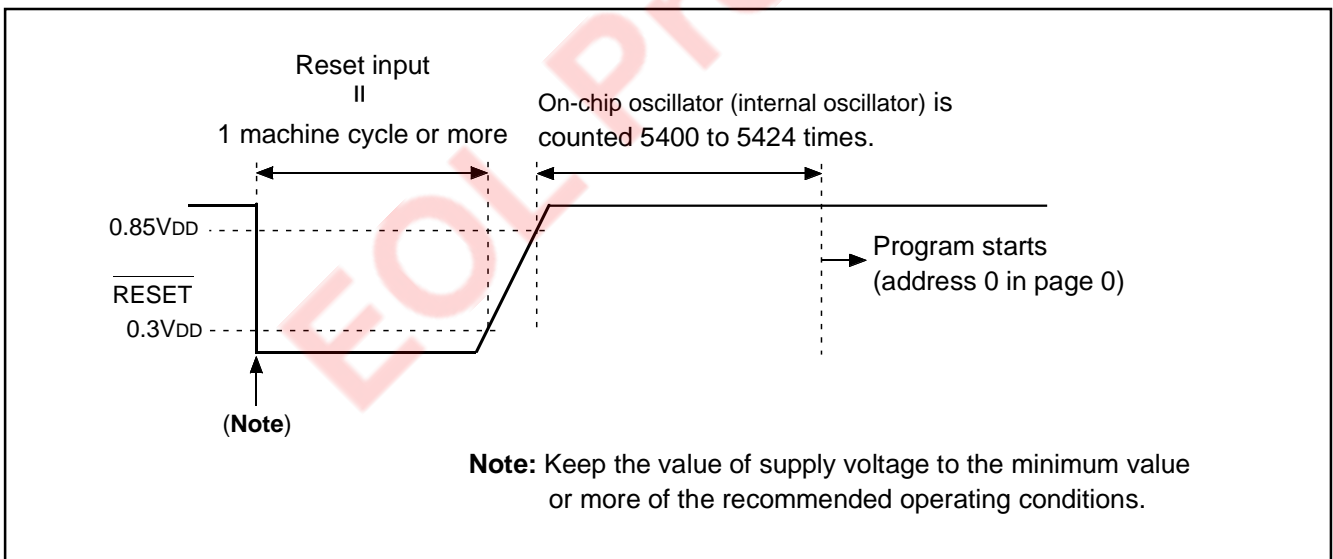 Reset input
=
1 machine cycle or more
On-chip oscillator (internal oscillator) is
counted 5400 to 5424 times.
0.85VDD
RESET
0.3VDD
Program starts
(address 0 in page 0)
(Note)
Note: Keep the value of supply voltage to the minimum value
or more of the recommended operating conditions.
EOL Pr